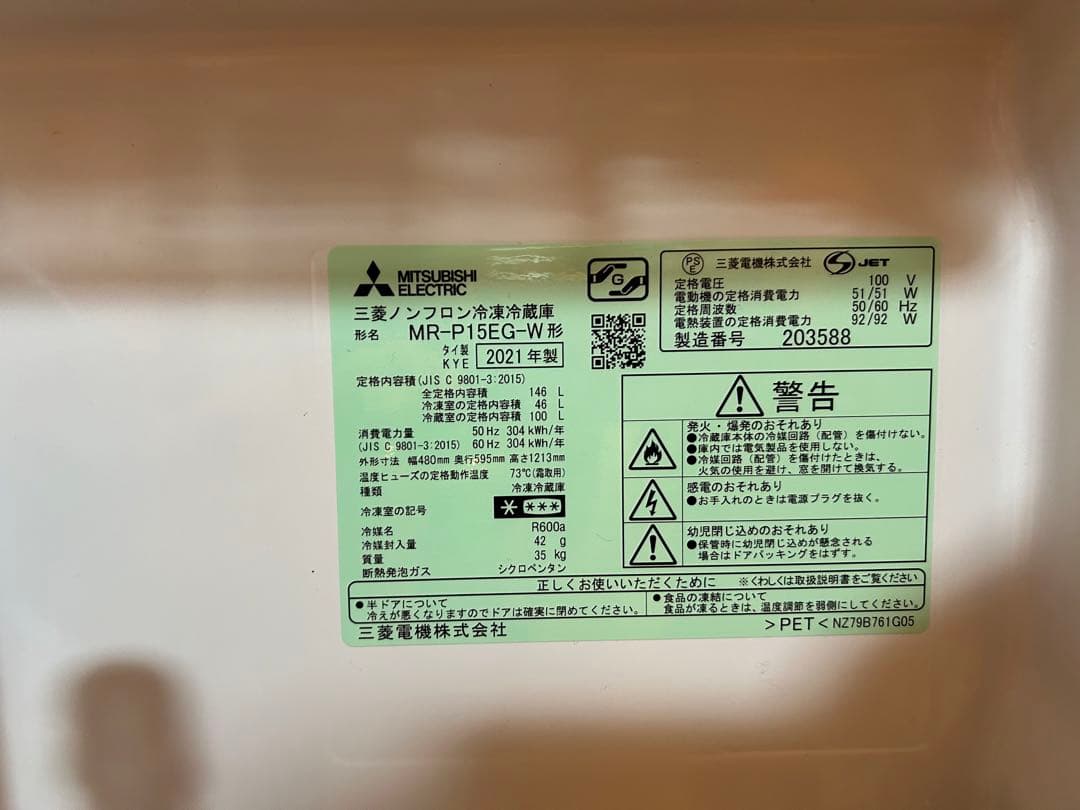 MITSUBISHI
ELECTRIC
三菱ノンフロン冷凍冷蔵庫
形名 MR-P15EG-W形
タイ製
KYE 2021年製
定格内容積(JIS C 9801-3:2015)
全定格内容積 146 L
冷凍室の定格内容積 46 L
冷蔵室の定格内容積 100 L
消費電力量 50Hz 304kWh/年
(JIS C 9801-3:2015) 60Hz 304kWh/年
外形寸法 幅480mm 奥行595mm 高さ1213mm
温度ヒューズの定格動作温度 73℃(霜取用)
種類 冷凍冷蔵庫
冷凍室の記号 * ***
冷媒名 R600a
冷媒封入量 42 g
質量 35 kg
断熱発泡ガス シクロペンタン
G
PS
E 三菱電機株式会社 JET
定格電圧 100 V
電動機の定格消費電力 51/51 W
定格周波数 50/60 Hz
電熱装置の定格消費電力 92/92 W
製造番号 203588
警告
発火・爆発のおそれあり
●冷蔵庫本体の冷媒回路(配管)を傷付けない。
●庫内では電気製品を使用しない。
●冷媒回路(配管)を傷付けたときは、
火気の使用を避け、窓を開けて換気する。
感電のおそれあり
●お手入れのときは電源プラグを抜く。
幼児閉じ込めのおそれあり
●保管時に幼児閉じ込めが懸念される
場合はドアパッキングをはずす。
正しくお使いいただくために ※くわしくは取扱説明書をご覧ください
●半ドアについて
冷えが悪くなりますのでドアは確実に閉めてください。
●食品の凍結について
食品が凍るときは、温度調節を弱側にしてください。
三菱電機株式会社 >PET< NZ79B761G05